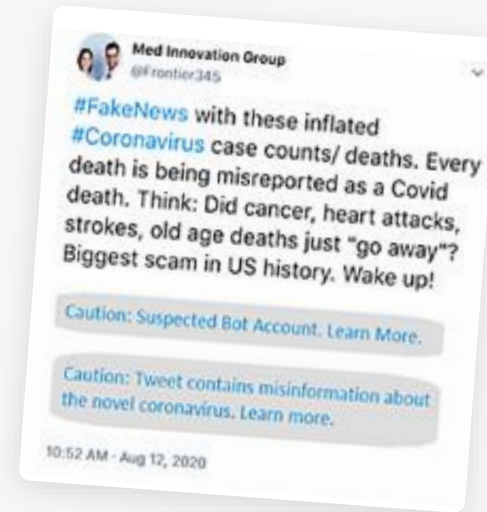 Med Innovation Group
@Frontier345
#FakeNews with these inflated
#Coronavirus case counts/ deaths. Every
death is being misreported as a Covid
death. Think: Did cancer, heart attacks,
strokes, old age deaths just "go away"?
Biggest scam in US history. Wake up!
Caution: Suspected Bot Account. Learn More.
Caution: Tweet contains misinformation about
the novel coronavirus. Learn more.
10:52 AM - Aug 12, 2020